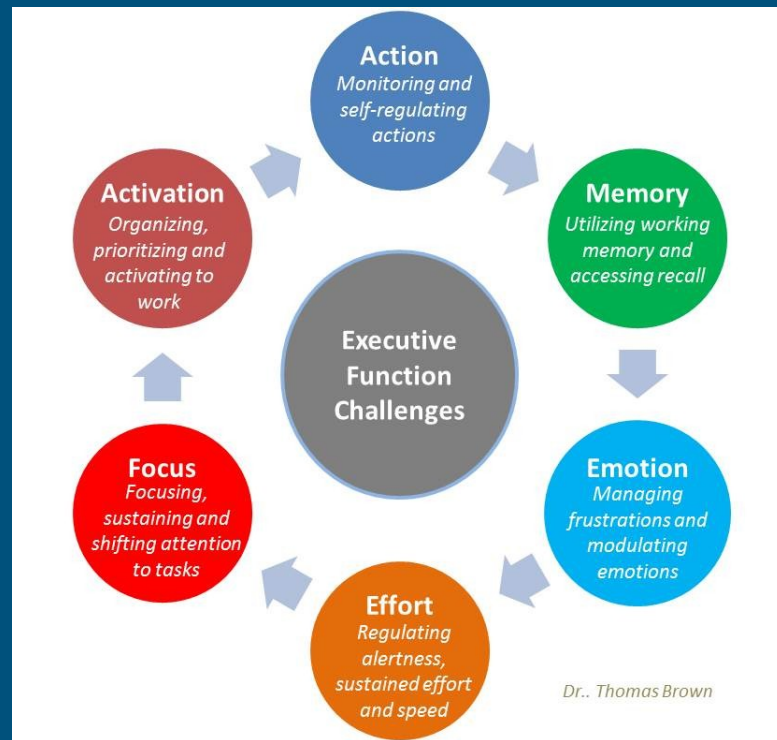 Action
Monitoring and
self-regulating
actions
Memory
Utilizing working
memory and
accessing recall
Emotion
Managing
frustrations and
modulating
emotions
Effort
Regulating
alertness,
sustained effort
and speed
Focus
Focusing,
sustaining and
shifting attention
to tasks
Activation
Organizing,
prioritizing and
activating to
work
Executive
Function
Challenges
Dr.. Thomas Brown